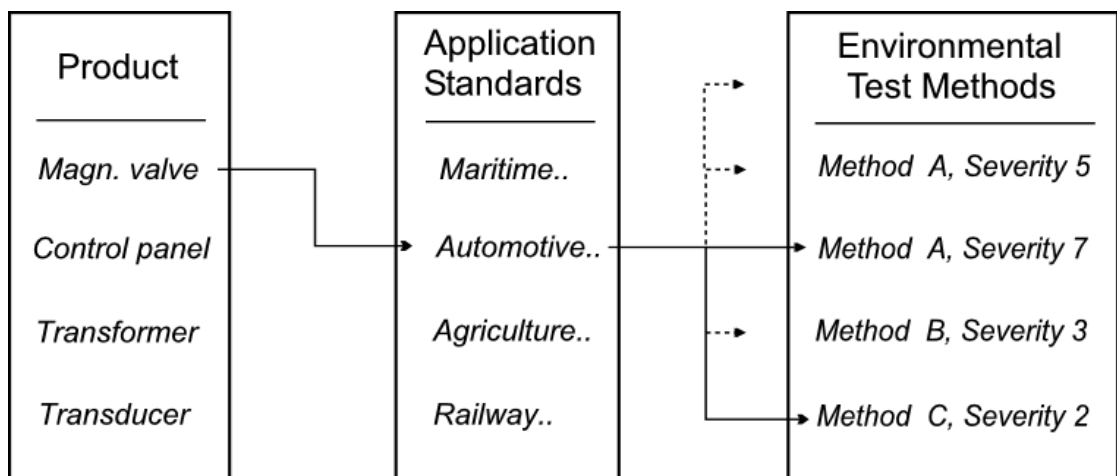 Product
Magn. valve
Control panel
Transformer
Transducer
Application
Standards
Maritime..
Automotive..
Agriculture..
Railway..
Environmental
Test Methods
Method A, Severity 5
Method A, Severity 7
Method B, Severity 3
Method C, Severity 2